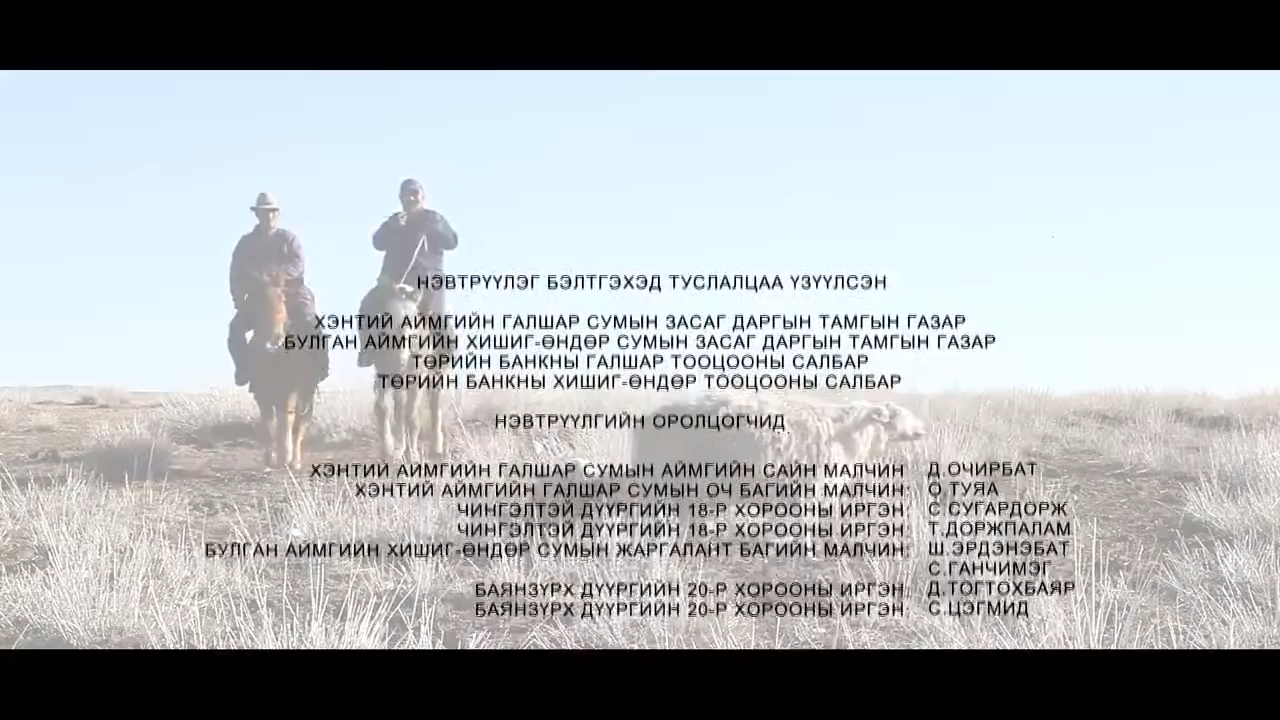 НЭВТРҮҮЛЭГ БЭЛТГЭХЭД ТУСЛАЛЦАА ҮЗҮҮЛСЭН
ХЭНТИЙ АЙМГИЙН ГАЛШАР СУМЫН ЗАСАГ ДАРГЫН ТАМГЫН ГАЗАР
БУЛГАН АЙМГИЙН ХИШИГ-ӨНДӨР СУМЫН ЗАСАГ ДАРГЫН ТАМГЫН ГАЗАР
ТӨРИЙН БАНКНЫ ГАЛШАР ТООЦООНЫ САЛБАР
ТӨРИЙН БАНКНЫ ХИШИГ-ӨНДӨР ТООЦООНЫ САЛБАР
НЭВТРҮҮЛГИЙН ОРОЛЦОГЧИД
ХЭНТИЙ АЙМГИЙН ГАЛШАР СУМЫН АЙМГИЙН САЙН МАЛЧИН: Д.ОЧИРБАТ
ХЭНТИЙ АЙМГИЙН ГАЛШАР СУМЫН ОЧ БАГИЙН МАЛЧИН: О.ТУЯА
ЧИНГЭЛТЭЙ ДҮҮРГИЙН 18-Р ХОРООНЫ ИРГЭН: С.СУГАРДОРЖ
ЧИНГЭЛТЭЙ ДҮҮРГИЙН 18-Р ХОРООНЫ ИРГЭН: Т.ДОРЖПАЛАМ
БУЛГАН АЙМГИЙН ХИШИГ-ӨНДӨР СУМЫН ЖАРГАЛАНТ БАГИЙН МАЛЧИН: Ш.ЭРДЭНЭБАТ
С.ГАНЧИМЭГ
БАЯНЗҮРХ ДҮҮРГИЙН 20-Р ХОРООНЫ ИРГЭН: Д.ТОГТОХБАЯР
БАЯНЗҮРХ ДҮҮРГИЙН 20-Р ХОРООНЫ ИРГЭН: С.ЦЭГМИД